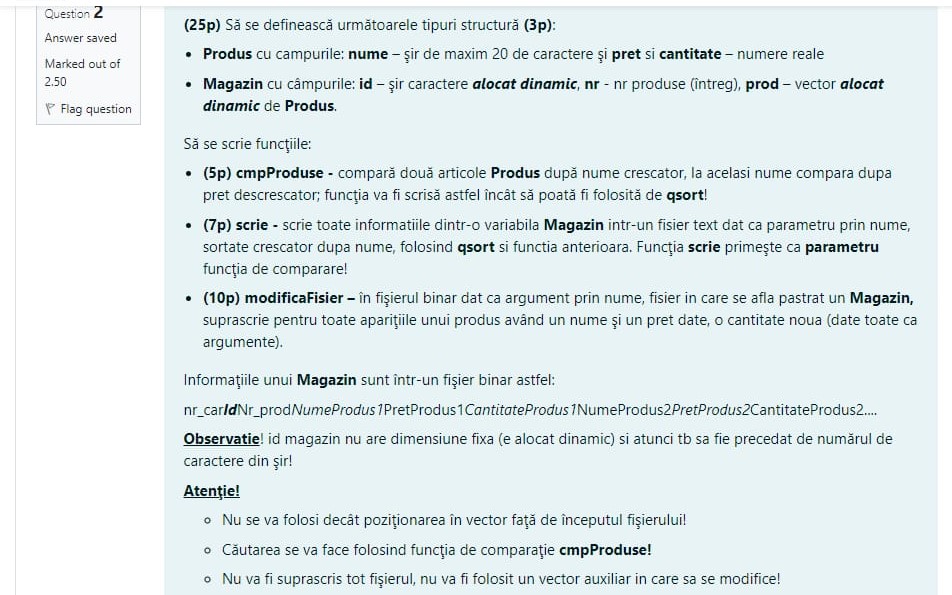 Question 2
Answer saved
Marked out of
2.50
Flag question
(25p) Să se definească următoarele tipuri structură (3p):
• Produs cu campurile: nume – şir de maxim 20 de caractere şi pret si cantitate – numere reale
• Magazin cu câmpurile: id – şir caractere alocat dinamic, nr - nr produse (întreg), prod – vector alocat
dinamic de Produs.
Să se scrie funcţiile:
• (5p) cmpProduse - compară două articole Produs după nume crescator, la acelasi nume compara dupa
pret descrescator; funcţia va fi scrisă astfel încât să poată fi folosită de qsort!
• (7p) scrie - scrie toate informatiile dintr-o variabila Magazin intr-un fisier text dat ca parametru prin nume,
sortate crescator dupa nume, folosind qsort si functia anterioara. Funcţia scrie primeşte ca parametru
funcţia de comparare!
• (10p) modificaFisier – în fişierul binar dat ca argument prin nume, fisier in care se afla pastrat un Magazin,
suprascrie pentru toate apariţiile unui produs având un nume şi un pret date, o cantitate noua (date toate ca
argumente).
Informaţiile unui Magazin sunt într-un fişier binar astfel:
nr_carIdNr_prodNumeProdus1PretProdus1CantitateProdus1NumeProdus2PretProdus2CantitateProdus2....
Observatie! id magazin nu are dimensiune fixa (e alocat dinamic) si atunci tb sa fie precedat de numărul de
caractere din şir!
Atenţie!
◦ Nu se va folosi decât poziţionarea în vector faţă de începutul fişierului!
◦ Căutarea se va face folosind funcţia de comparaţie cmpProduse!
◦ Nu va fi suprascris tot fişierul, nu va fi folosit un vector auxiliar in care sa se modifice!